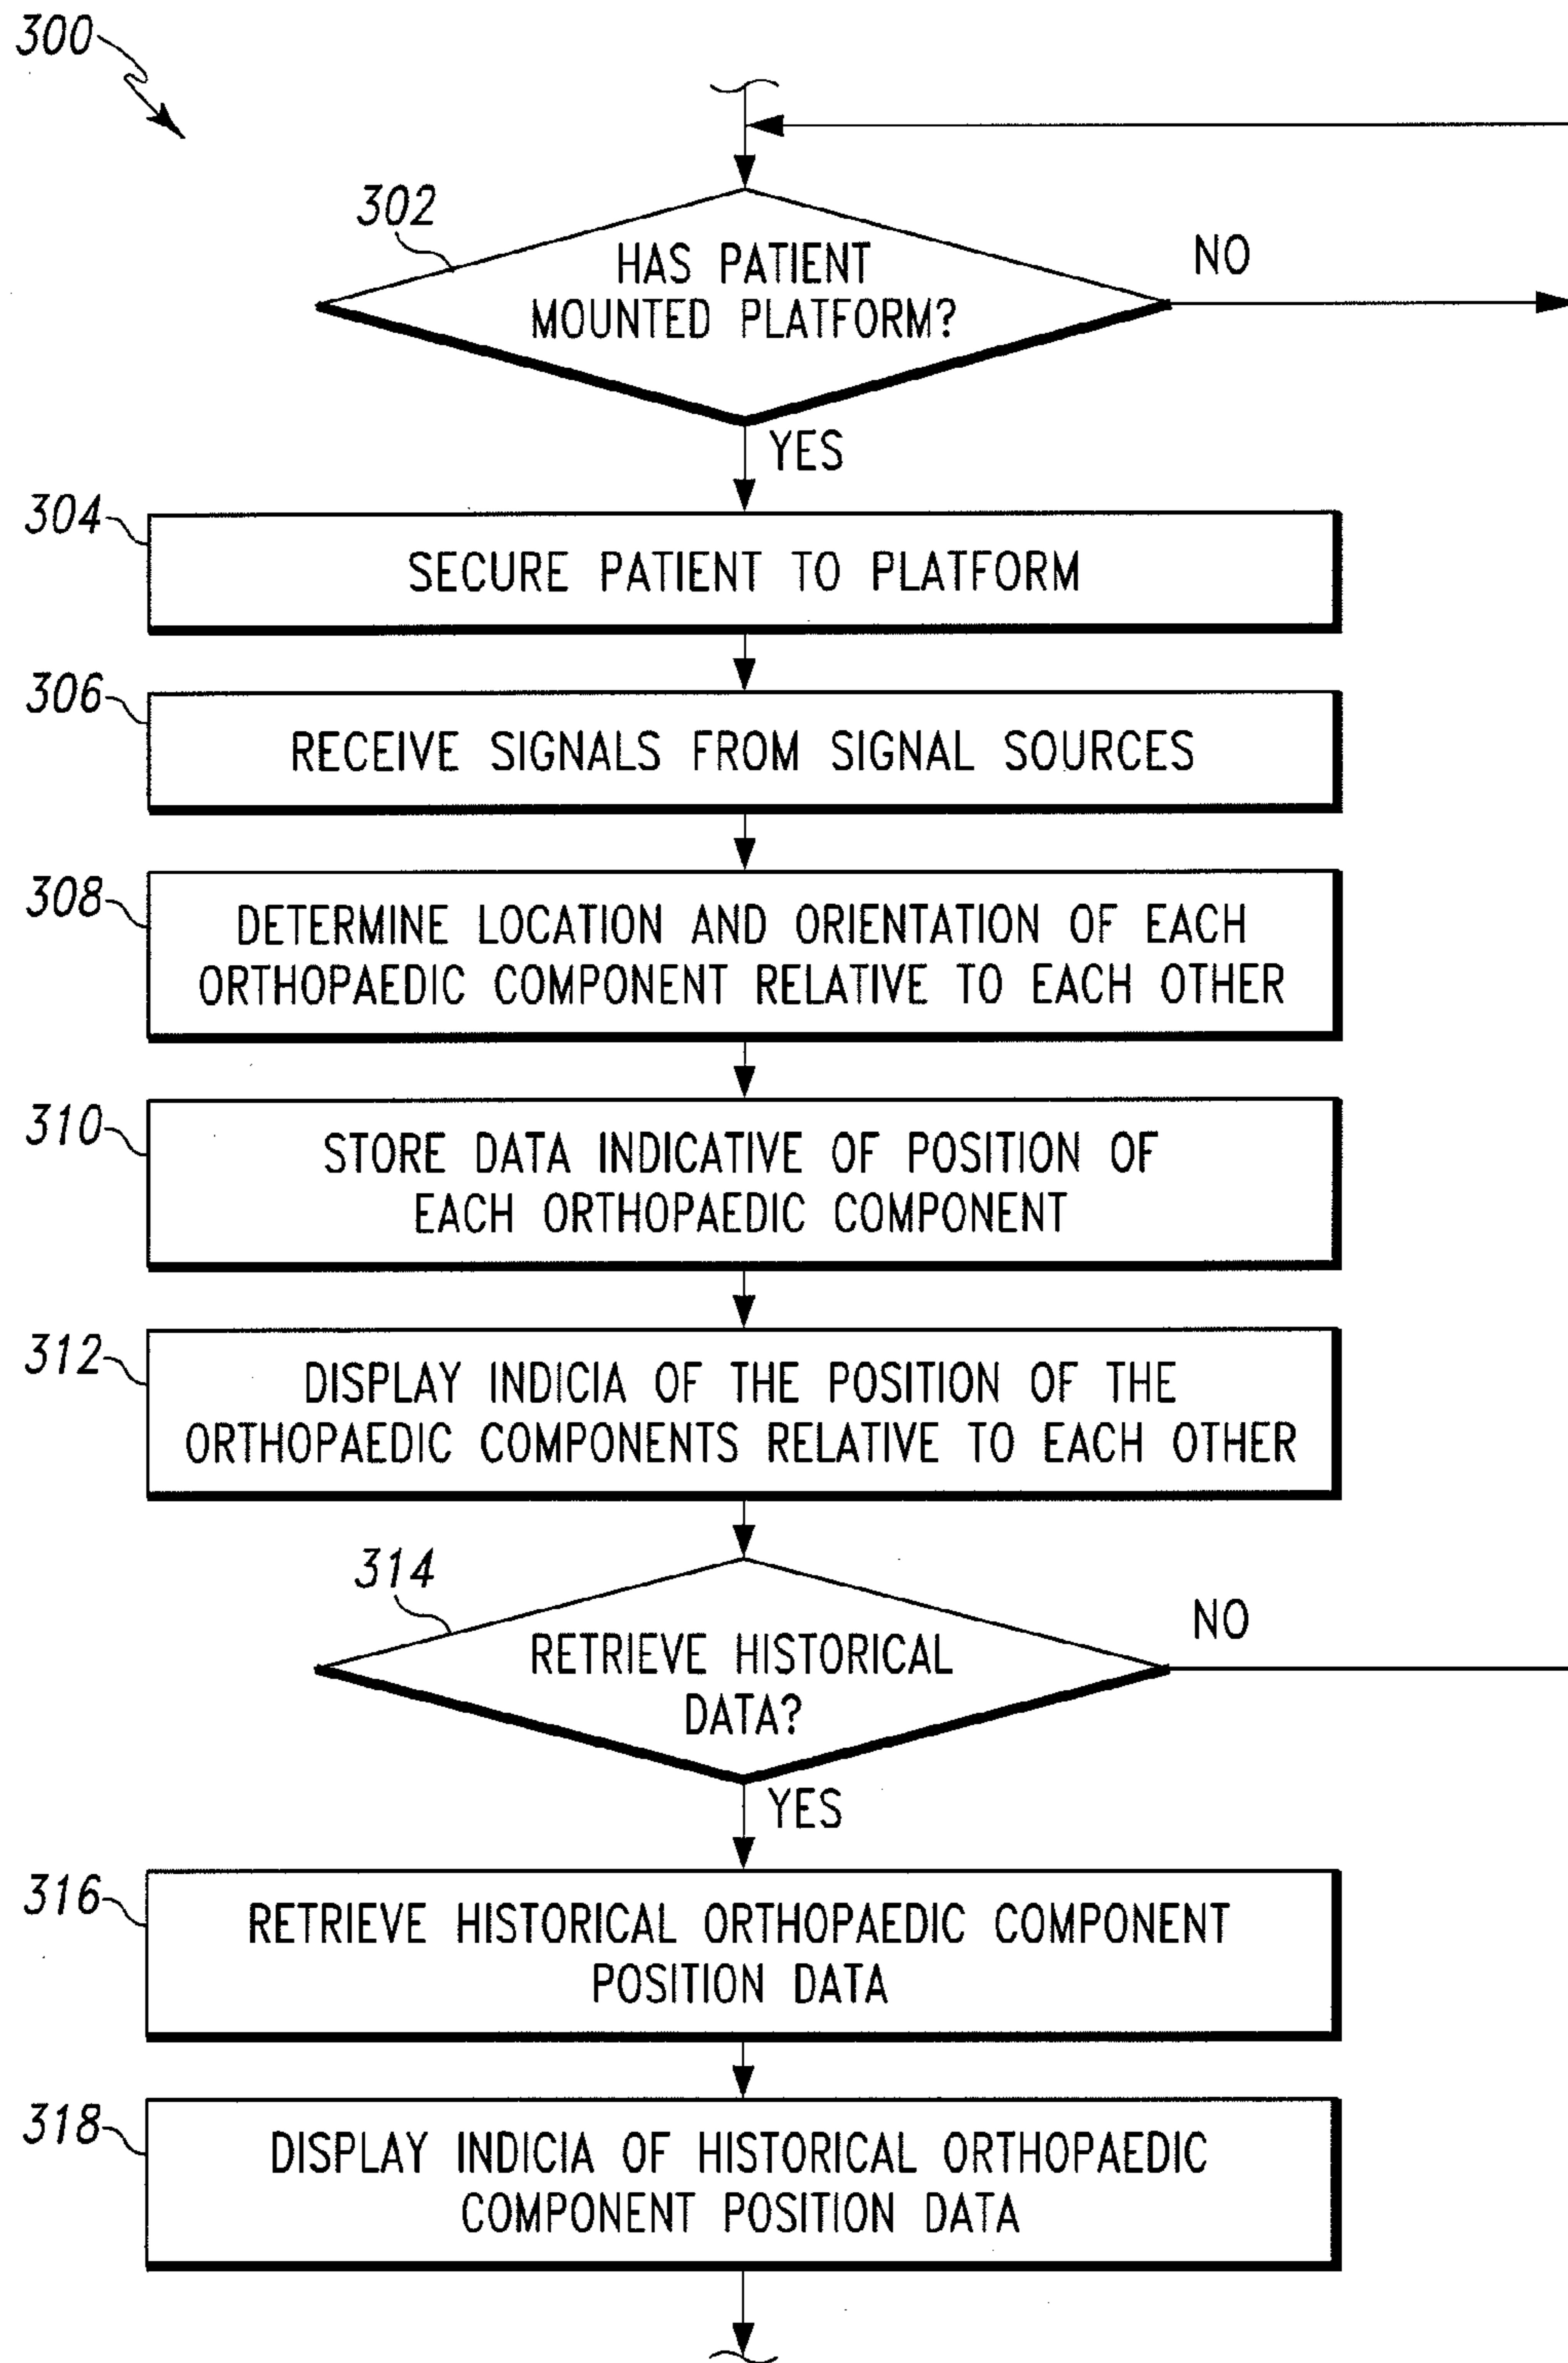 300
302
HAS PATIENT
MOUNTED PLATFORM?
NO
YES
304
SECURE PATIENT TO PLATFORM
306
RECEIVE SIGNALS FROM SIGNAL SOURCES
308
DETERMINE LOCATION AND ORIENTATION OF EACH
ORTHOPAEDIC COMPONENT RELATIVE TO EACH OTHER
310
STORE DATA INDICATIVE OF POSITION OF
EACH ORTHOPAEDIC COMPONENT
312
DISPLAY INDICIA OF THE POSITION OF THE
ORTHOPAEDIC COMPONENTS RELATIVE TO EACH OTHER
314
RETRIEVE HISTORICAL
DATA?
NO
YES
316
RETRIEVE HISTORICAL ORTHOPAEDIC COMPONENT
POSITION DATA
318
DISPLAY INDICIA OF HISTORICAL ORTHOPAEDIC
COMPONENT POSITION DATA